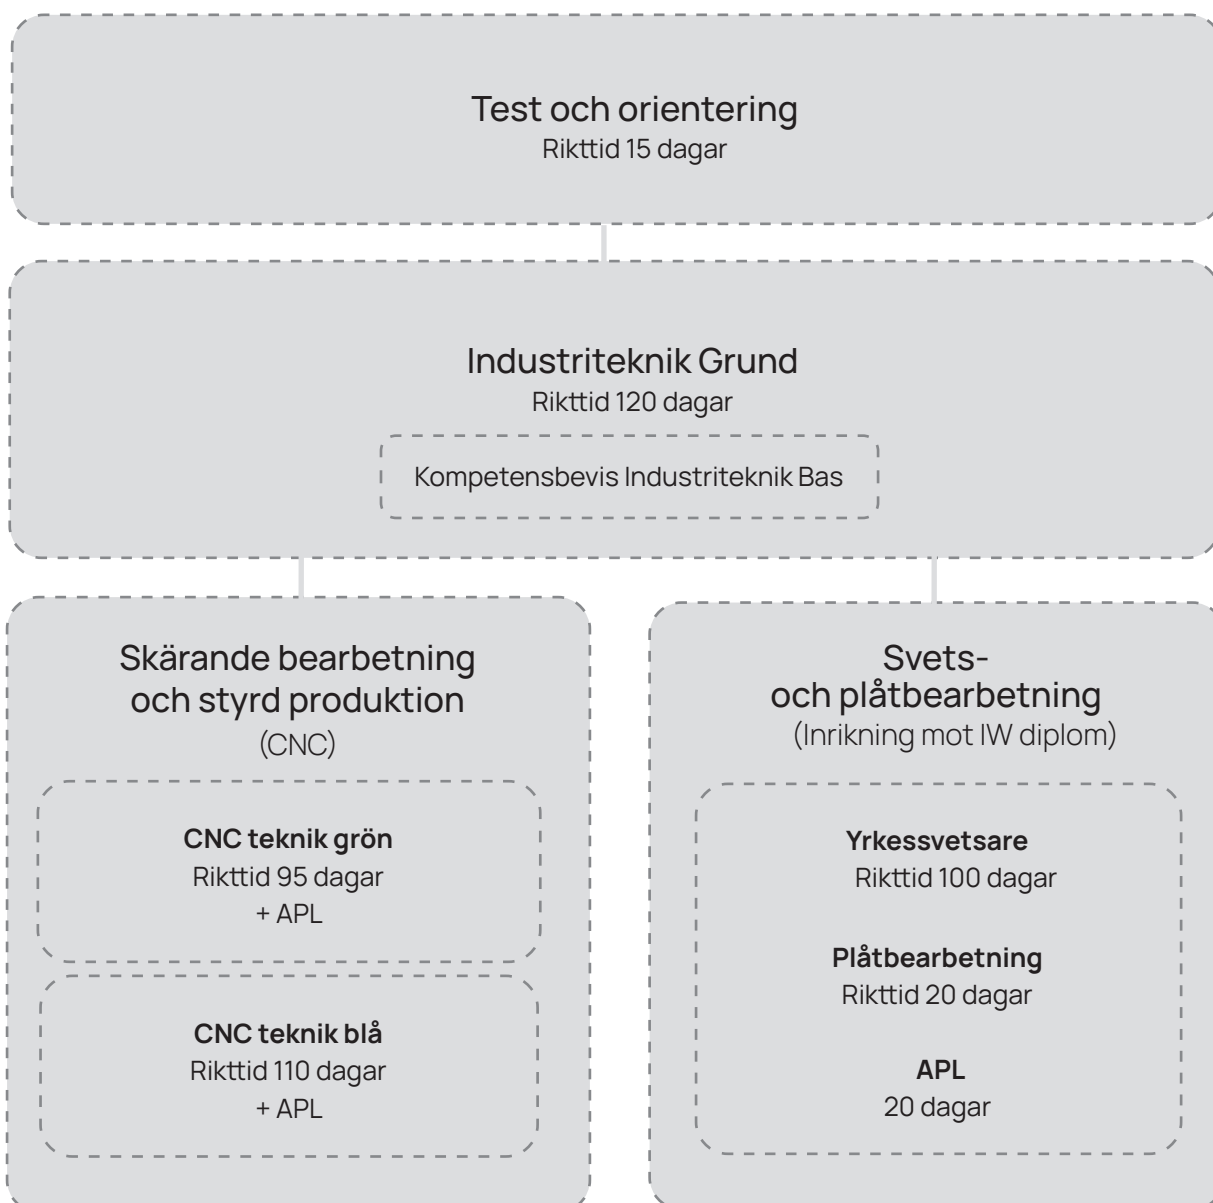 Test och orientering
Rikttid 15 dagar
Industriteknik Grund
Rikttid 120 dagar
Kompetensbevis Industriteknik Bas
Skärande bearbetning
och styrd produktion
(CNC)
CNC teknik grön
Rikttid 95 dagar
+ APL
CNC teknik blå
Rikttid 110 dagar
+ APL
Svets-
och plåtbearbetning
(Inrikning mot IW diplom)
Yrkessvetsare
Rikttid 100 dagar
Plåtbearbetning
Rikttid 20 dagar
APL
20 dagar